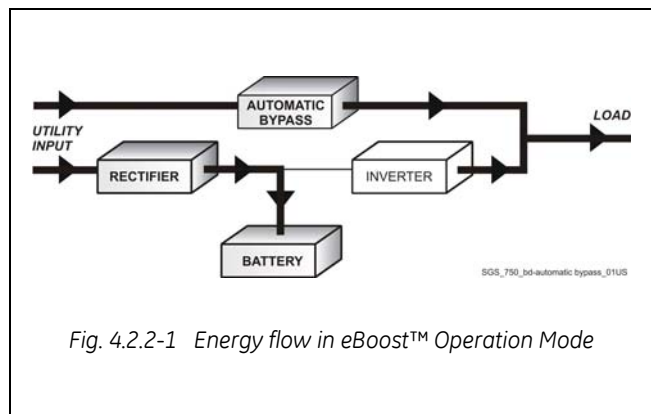 AUTOMATIC
BYPASS
LOAD
UTILITY
INPUT
RECTIFIER
INVERTER
BATTERY
SGS_750_bd-automatic bypass_01US
Fig. 4.2.2-1 Energy flow in eBoost™ Operation Mode